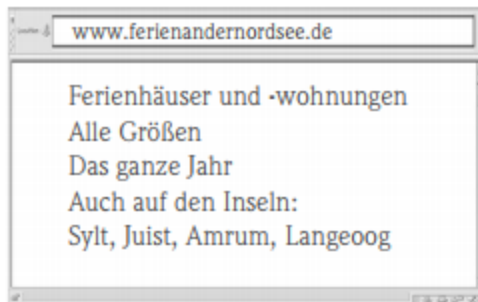 www.ferienandernordsee.de
Ferienhäuser und -wohnungen
Alle Größen
Das ganze Jahr
Auch auf den Inseln:
Sylt, Juist, Amrum, Langeoog